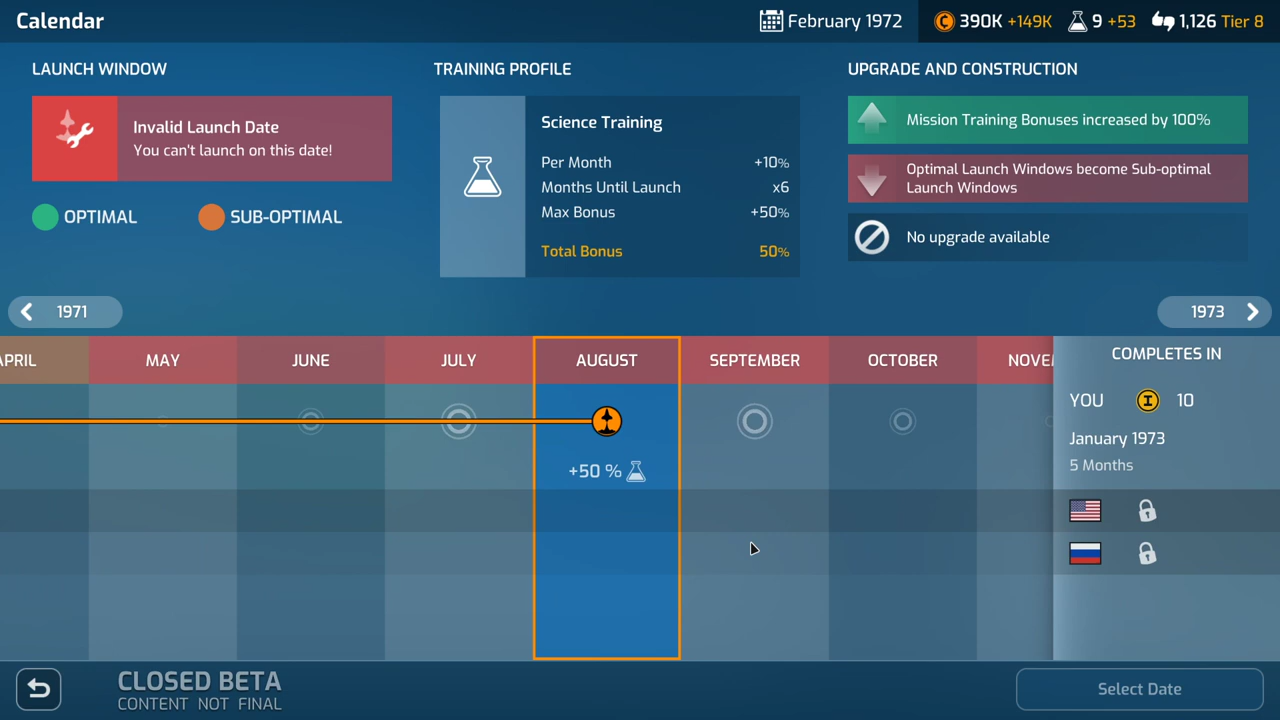 Calendar
February 1972
390K +149K
9 +53
1,126 Tier 8
LAUNCH WINDOW
Invalid Launch Date
You can't launch on this date!
OPTIMAL
SUB-OPTIMAL
TRAINING PROFILE
Science Training
Per Month +10%
Months Until Launch x6
Max Bonus +50%
Total Bonus 50%
UPGRADE AND CONSTRUCTION
Mission Training Bonuses increased by 100%
Optimal Launch Windows become Sub-optimal
Launch Windows
No upgrade available
1971
1973
APRIL MAY JUNE JULY AUGUST SEPTEMBER OCTOBER NOVE
+50 %
COMPLETES IN
YOU I 10
January 1973
5 Months
CLOSED BETA
CONTENT NOT FINAL
Select Date